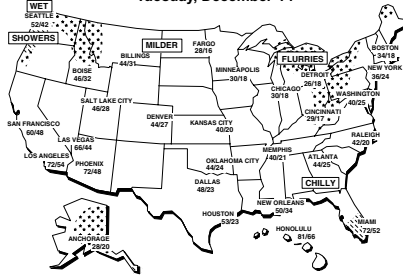 WET
SEATTLE
52/42
SHOWERS
MILDER
FARGO
28/16
BILLINGS
44/31
MINNEAPOLIS
30/18
FLURRIES
BOSTON
34/18
NEW YORK
36/24
BOISE
46/32
DETROIT
26/18
CHICAGO
30/18
WASHINGTON
40/25
SALT LAKE CITY
46/28
CINCINNATI
29/17
DENVER
44/27
KANSAS CITY
40/20
SAN FRANCISCO
60/48
RALEIGH
42/20
LAS VEGAS
66/44
MEMPHIS
40/21
ATLANTA
44/25
LOS ANGELES
72/54
PHOENIX
72/48
OKLAHOMA CITY
44/24
DALLAS
48/23
CHILLY
NEW ORLEANS
50/34
HOUSTON
53/23
MIAMI
72/52
ANCHORAGE
28/20
HONOLULU
81/66